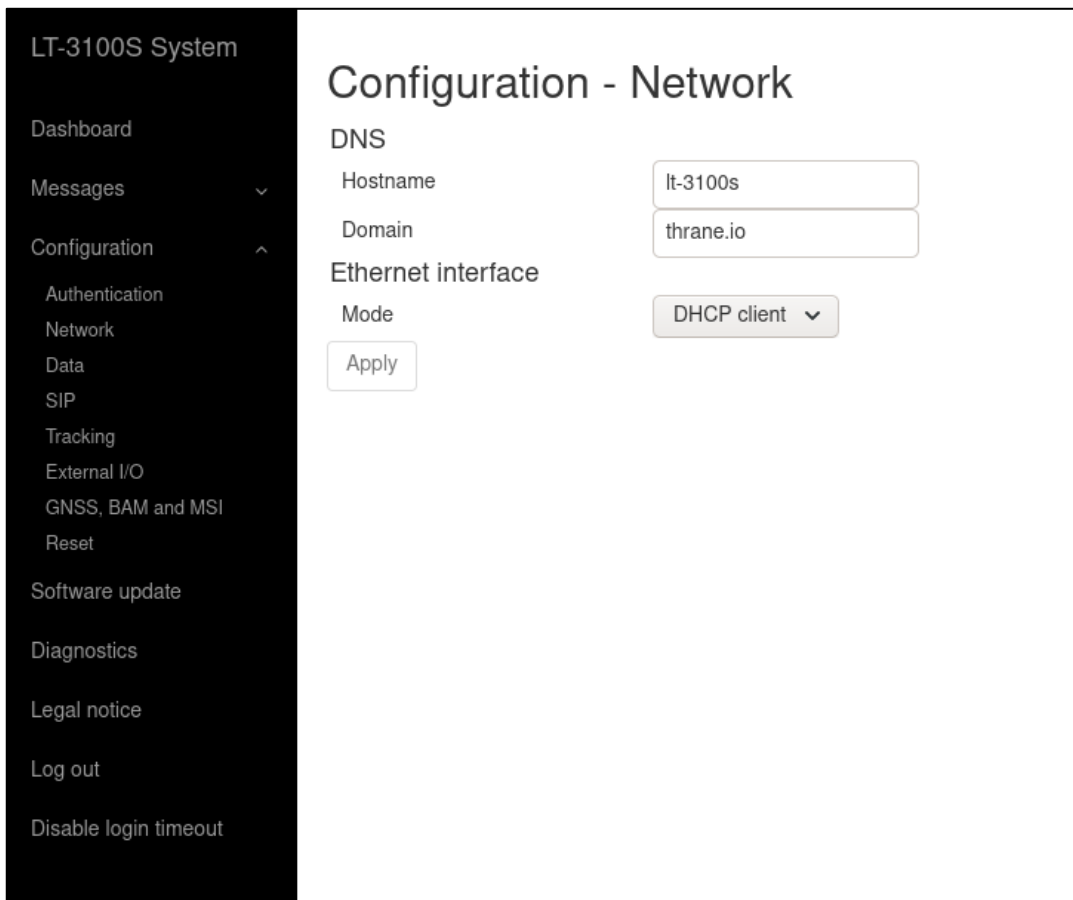 LT-3100S System
Dashboard
Messages
Configuration
Authentication
Network
Data
SIP
Tracking
External I/O
GNSS, BAM and MSI
Reset
Software update
Diagnostics
Legal notice
Log out
Disable login timeout
Configuration - Network
DNS
Hostname lt-3100s
Domain thrane.io
Ethernet interface
Mode DHCP client
Apply